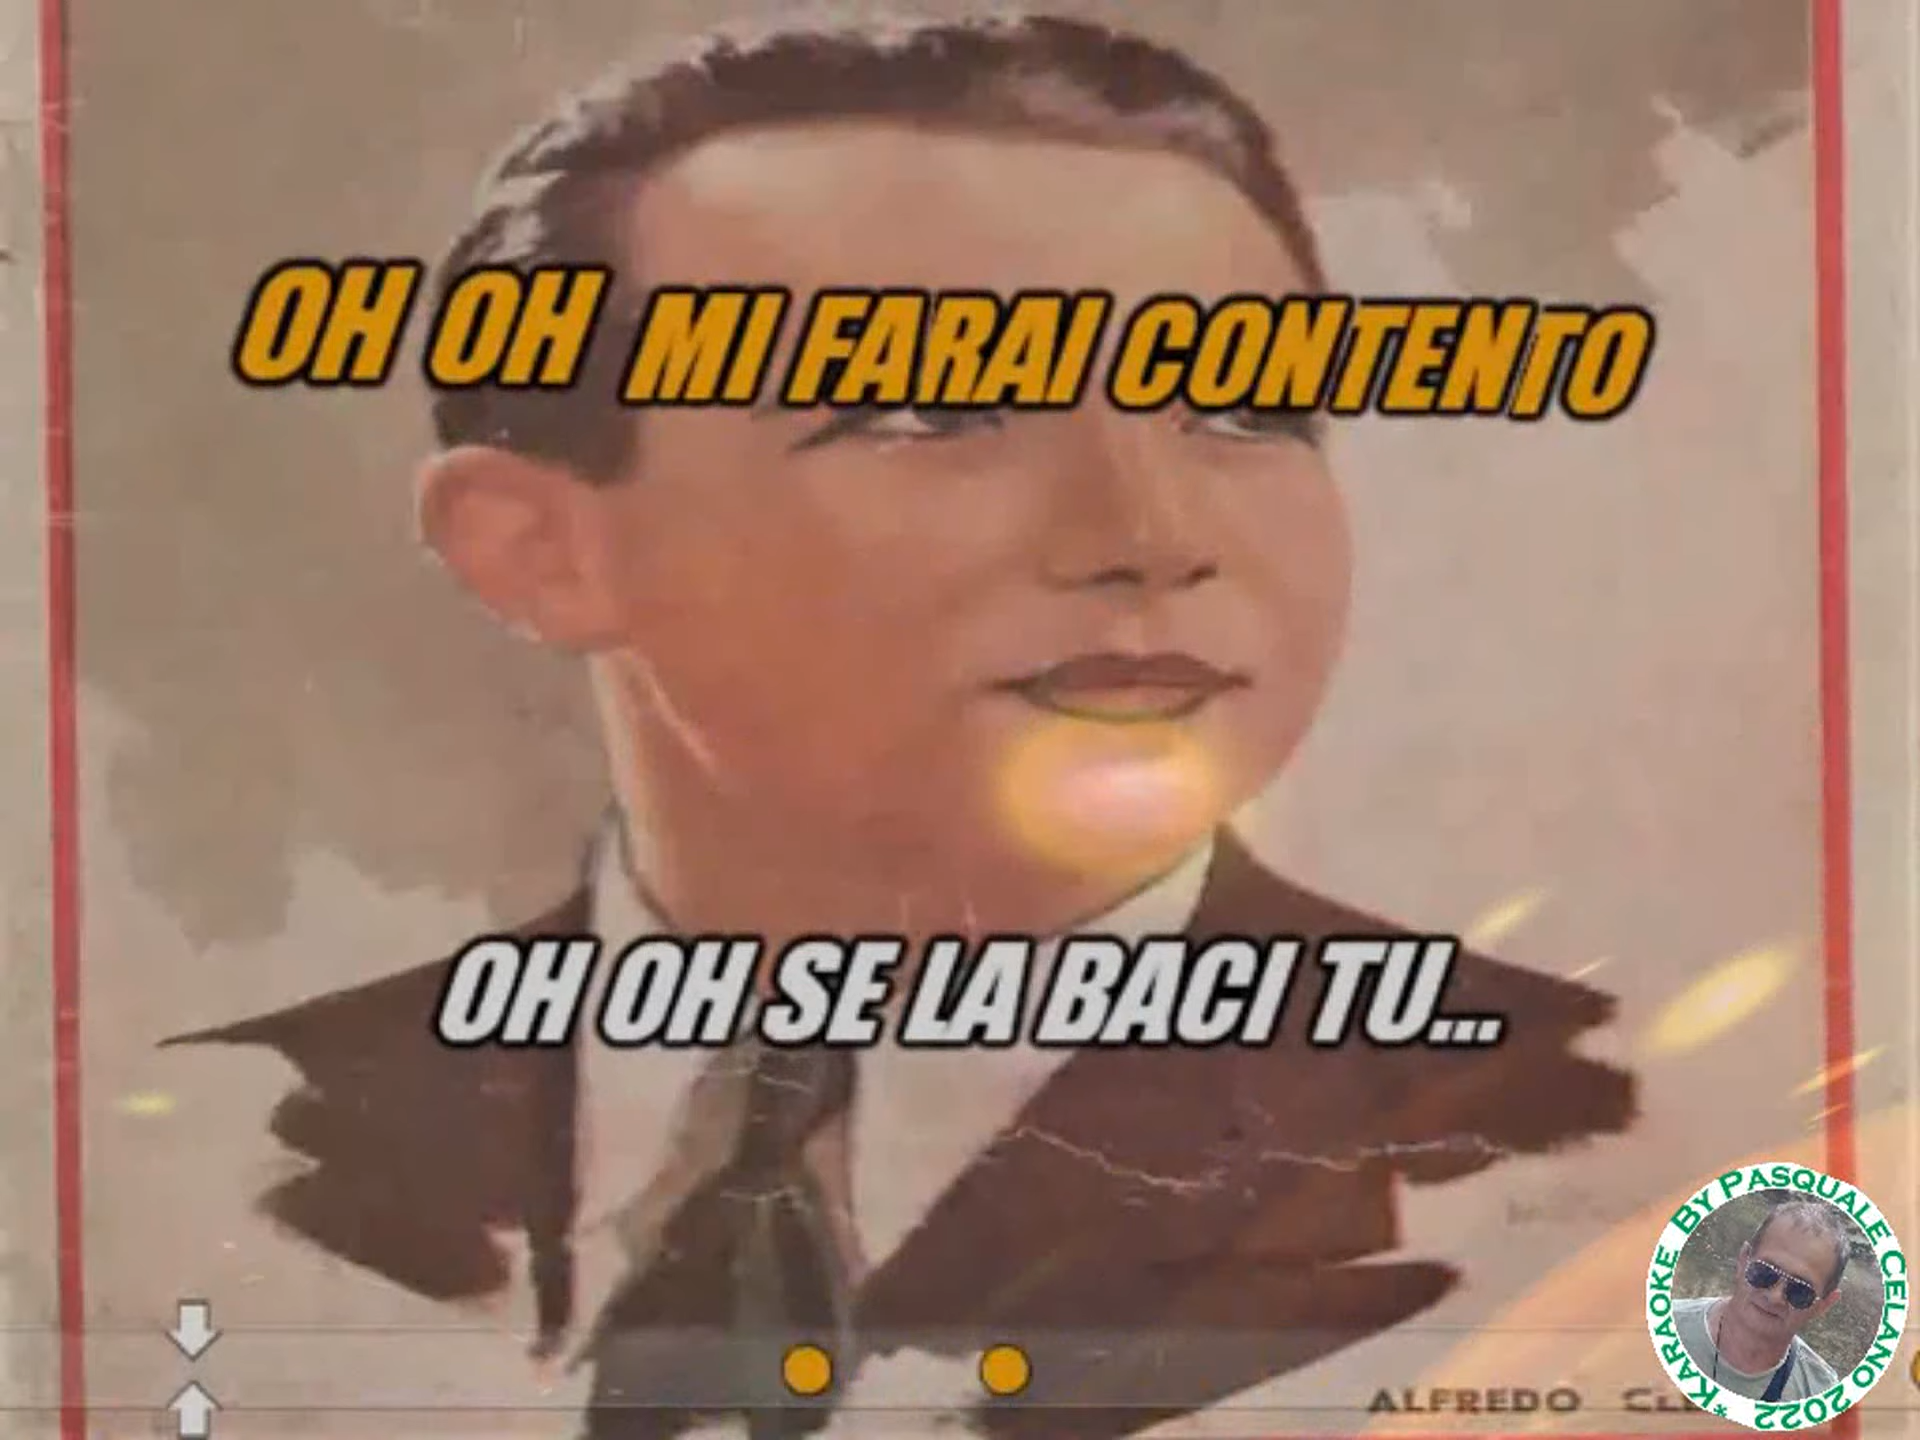 OH OH MI FARAI CONTENTO
OH OH SE LA BACI TU...
ALFREDO
*KARAOKE BY PASQUALE CELANO 2022